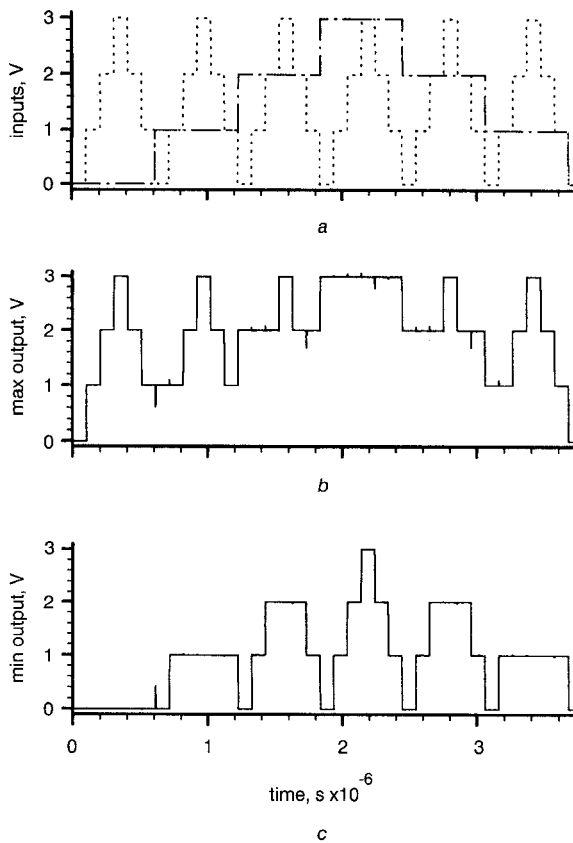 3
2
1
0
inputs, V
a
3
2
1
0
max output, V
b
3
2
1
0
min output, V
0 1 2 3
time, s x10-6
c